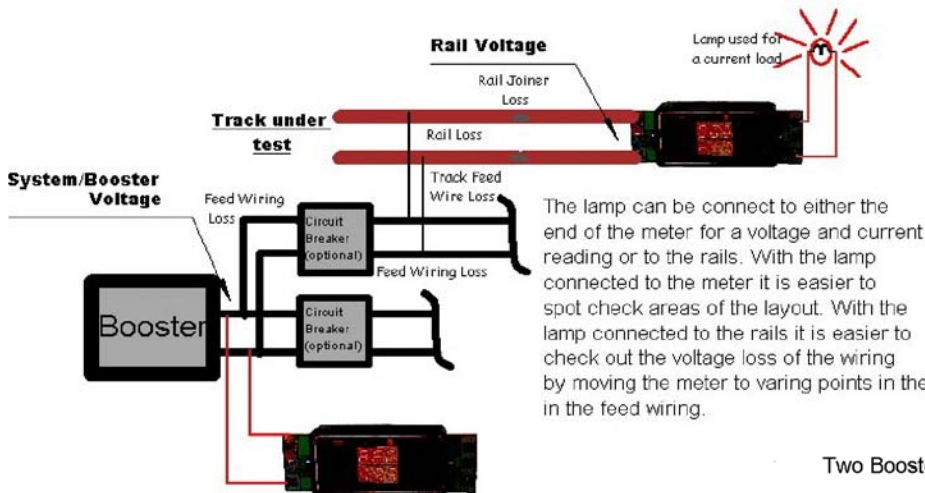 Lamp used for
a current load
Rail Voltage
Rail Joiner
Loss
Track under
test
Rail Loss
System/Booster
Voltage
Feed Wiring
Loss
Track Feed
Wire Loss
Circuit
Breaker
(optional)
Feed Wiring Loss
Booster
Circuit
Breaker
(optional)
The lamp can be connect to either the
end of the meter for a voltage and current
reading or to the rails. With the lamp
connected to the meter it is easier to
spot check areas of the layout. With the
lamp connected to the rails it is easier to
check out the voltage loss of the wiring
by moving the meter to varing points in the
in the feed wiring.
Two Boost